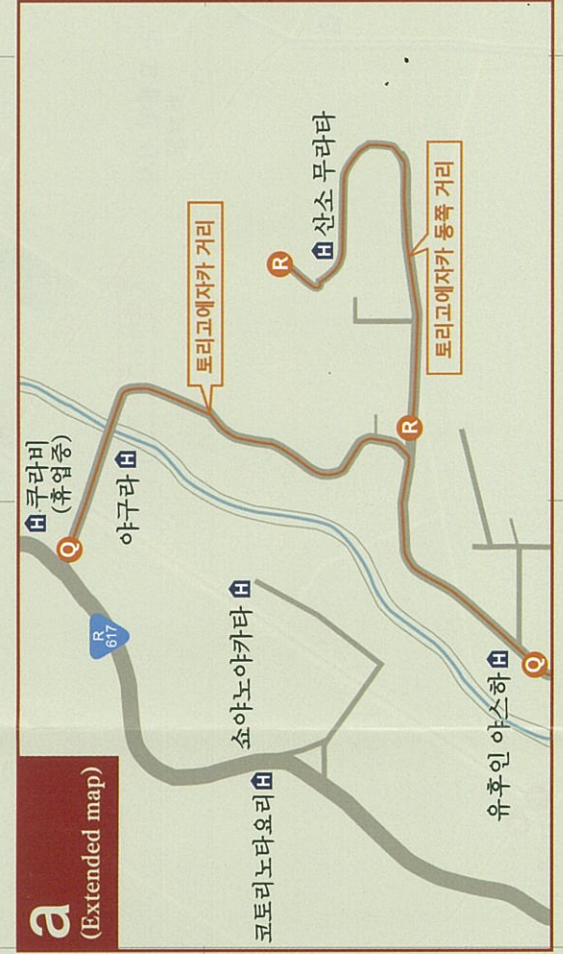 a
(Extended map)
코토리노타요리 H
쇼야노야카타 H
유후인 야스하 H
R
617
Q
H 쿠라비
(휴업중)
야구라 H
토리고에자카 거리
R
H 산소 무라타
토리고에자카 동쪽 거리
R
Q